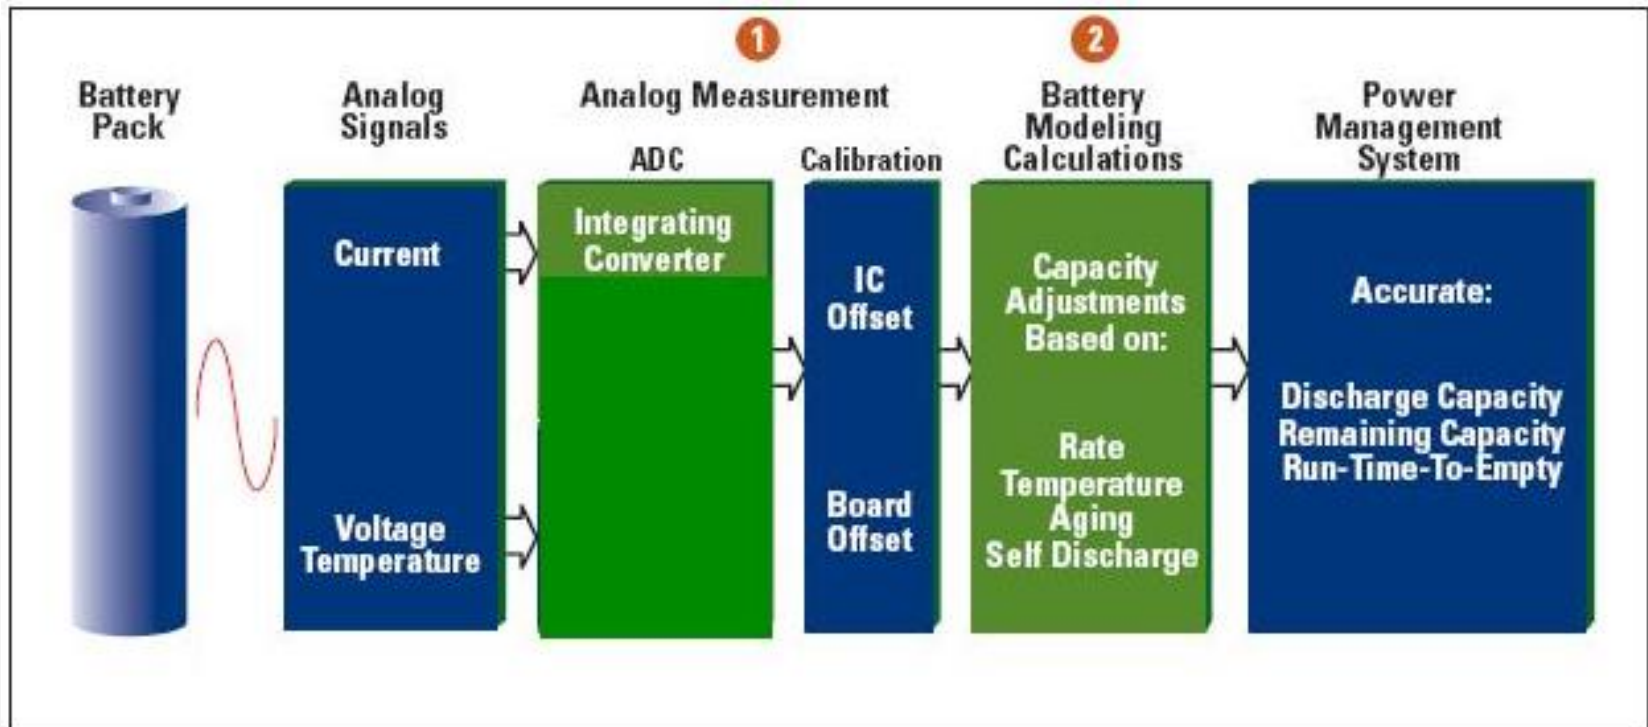 1
2
Battery
Pack
Analog
Signals
Analog Measurement
ADC
Calibration
Battery
Modeling
Calculations
Power
Management
System
Current
Voltage
Temperature
Integrating
Converter
IC
Offset
Board
Offset
Capacity
Adjustments
Based on:
Rate
Temperature
Aging
Self Discharge
Accurate:
Discharge Capacity
Remaining Capacity
Run-Time-To-Empty